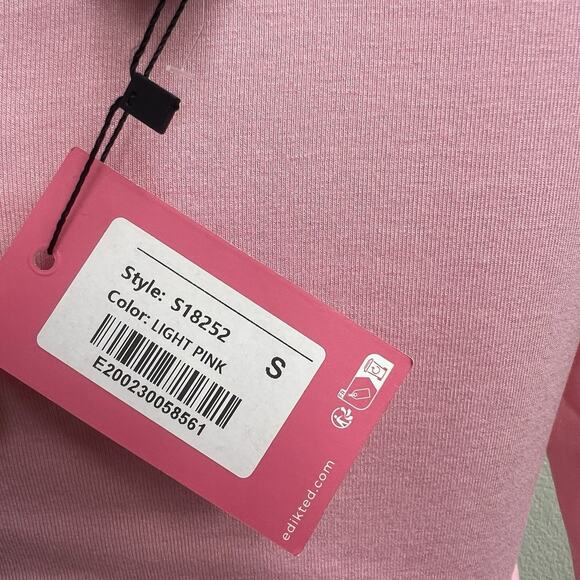 Style: S18252
Color: LIGHT PINK
S
E200230058561
edikted.com